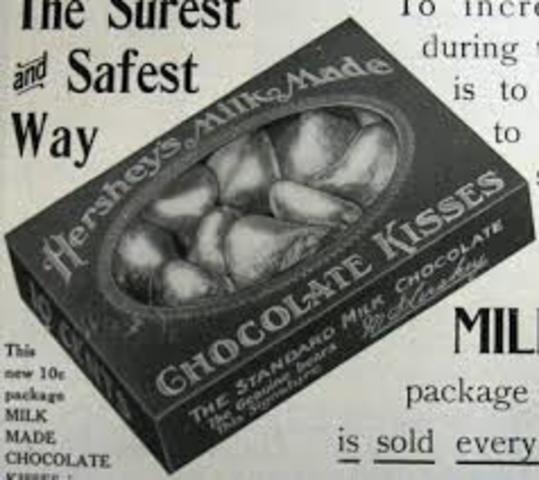 The Surest
and Safest
Way
To incre
during
is to
to
Hershey's Milk Made
CHOCOLATE KISSES
10 CENTS
THE STANDARD MILK CHOCOLATE
The genuine bears
this signature
Hershey
This
new 10c
package
MILK
MADE
CHOCOLATE
KISSES
MIL
package
is sold every